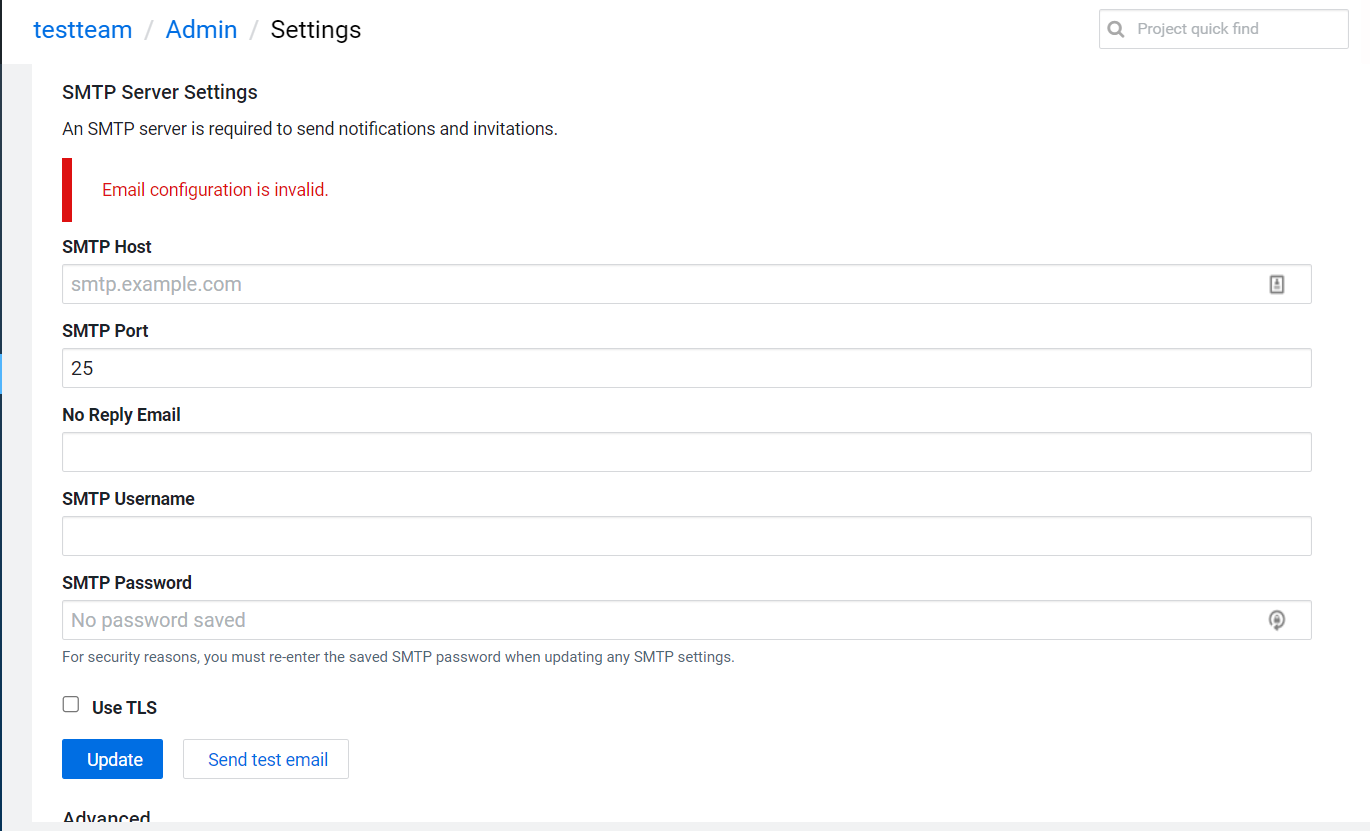 testteam / Admin / Settings
Project quick find
SMTP Server Settings
An SMTP server is required to send notifications and invitations.
Email configuration is invalid.
SMTP Host
smtp.example.com
SMTP Port
25
No Reply Email
SMTP Username
SMTP Password
No password saved
For security reasons, you must re-enter the saved SMTP password when updating any SMTP settings.
Use TLS
Update Send test email
Advanced